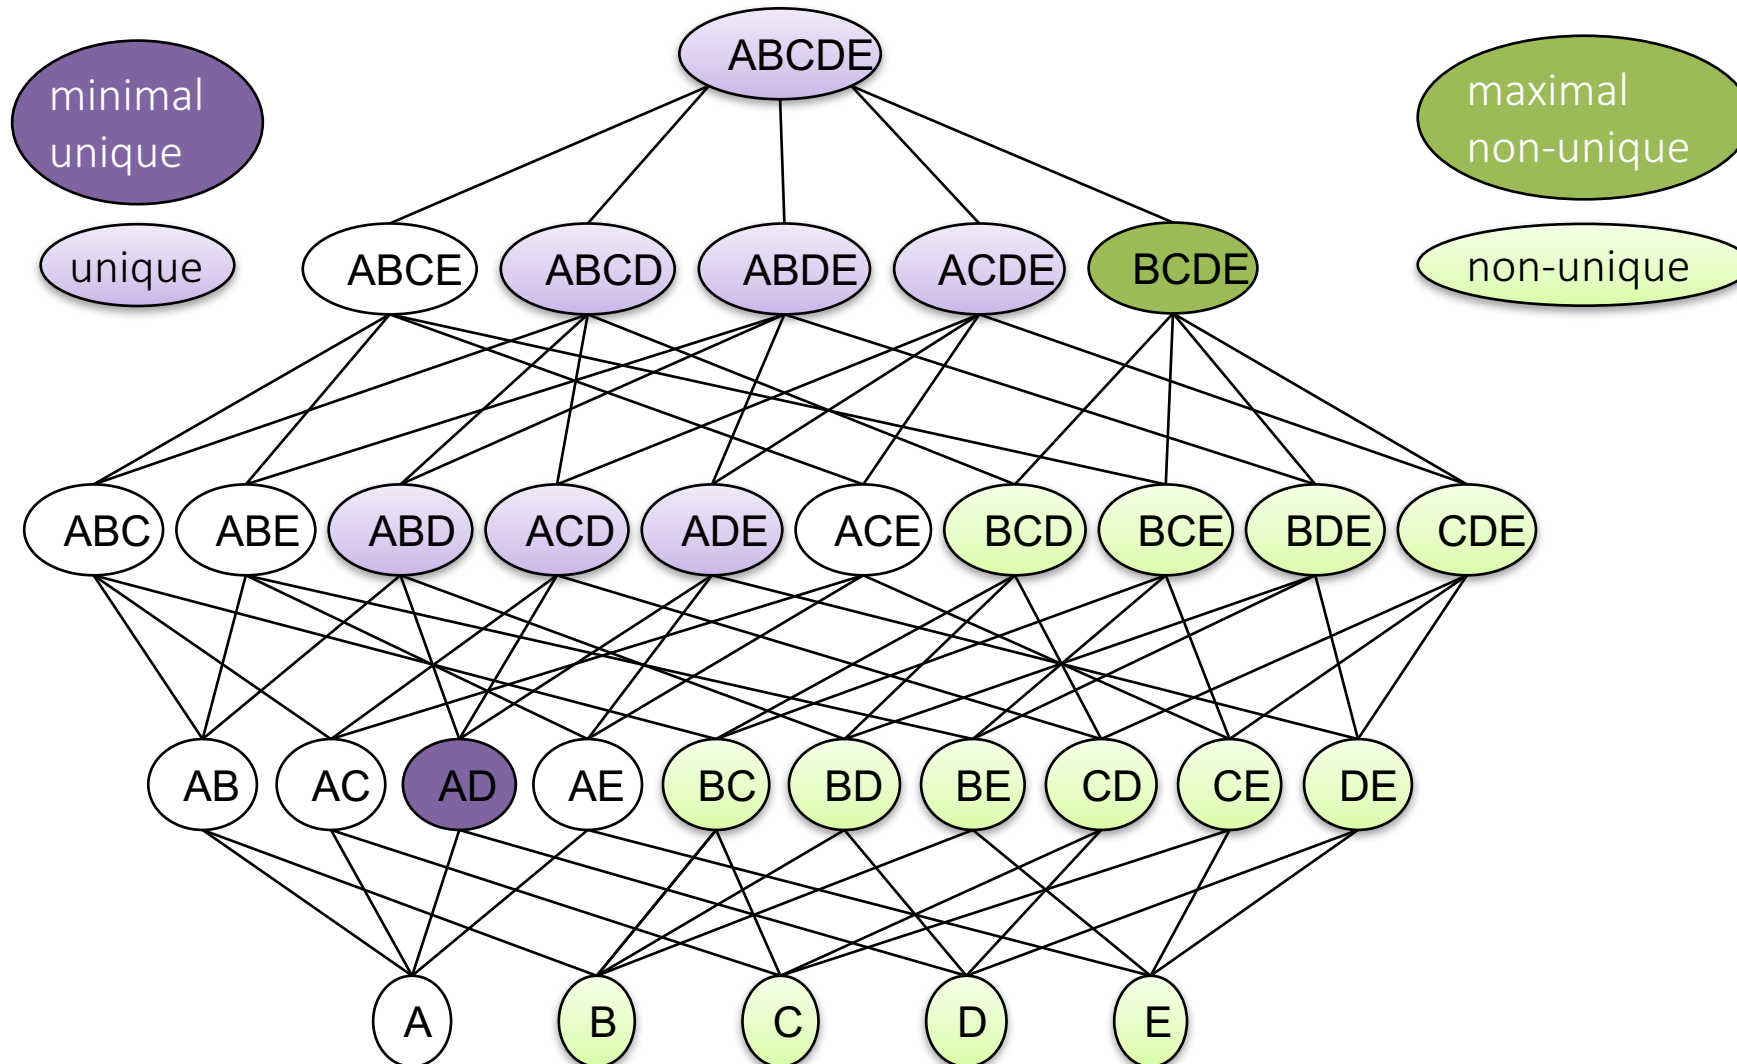 ABCDE
minimal
unique
maximal
non-unique
unique
ABCE ABCD ABDE ACDE BCDE
non-unique
ABC ABE ABD ACD ADE ACE BCD BCE BDE CDE
AB AC AD AE BC BD BE CD CE DE
A B C D E